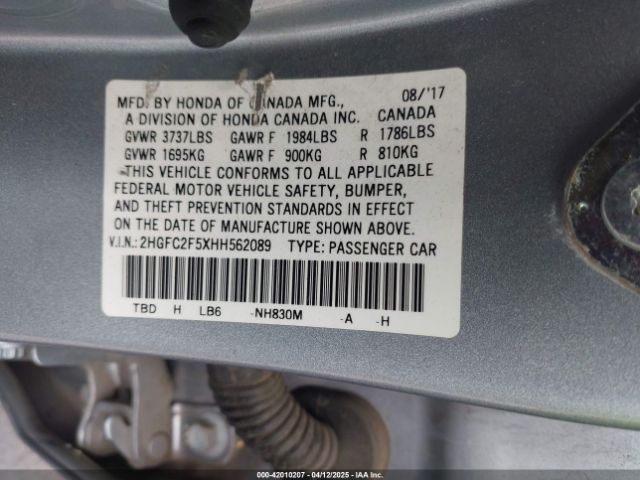 MFD. BY HONDA OF CANADA MFG., 08/'17
A DIVISION OF HONDA CANADA INC. CANADA
GVWR 3737LBS GAWR F 1984LBS R 1786LBS
GVWR 1695KG GAWR F 900KG R 810KG
THIS VEHICLE CONFORMS TO ALL APPLICABLE
FEDERAL MOTOR VEHICLE SAFETY, BUMPER,
AND THEFT PREVENTION STANDARDS IN EFFECT
ON THE DATE OF MANUFACTURE SHOWN ABOVE.
V.I.N.: 2HGFC2F5XHH562089 TYPE: PASSENGER CAR
TBD H LB6 -NH830M -A -H
000-42010207 - 04/12/2025 - IAAI Inc. - Copyright